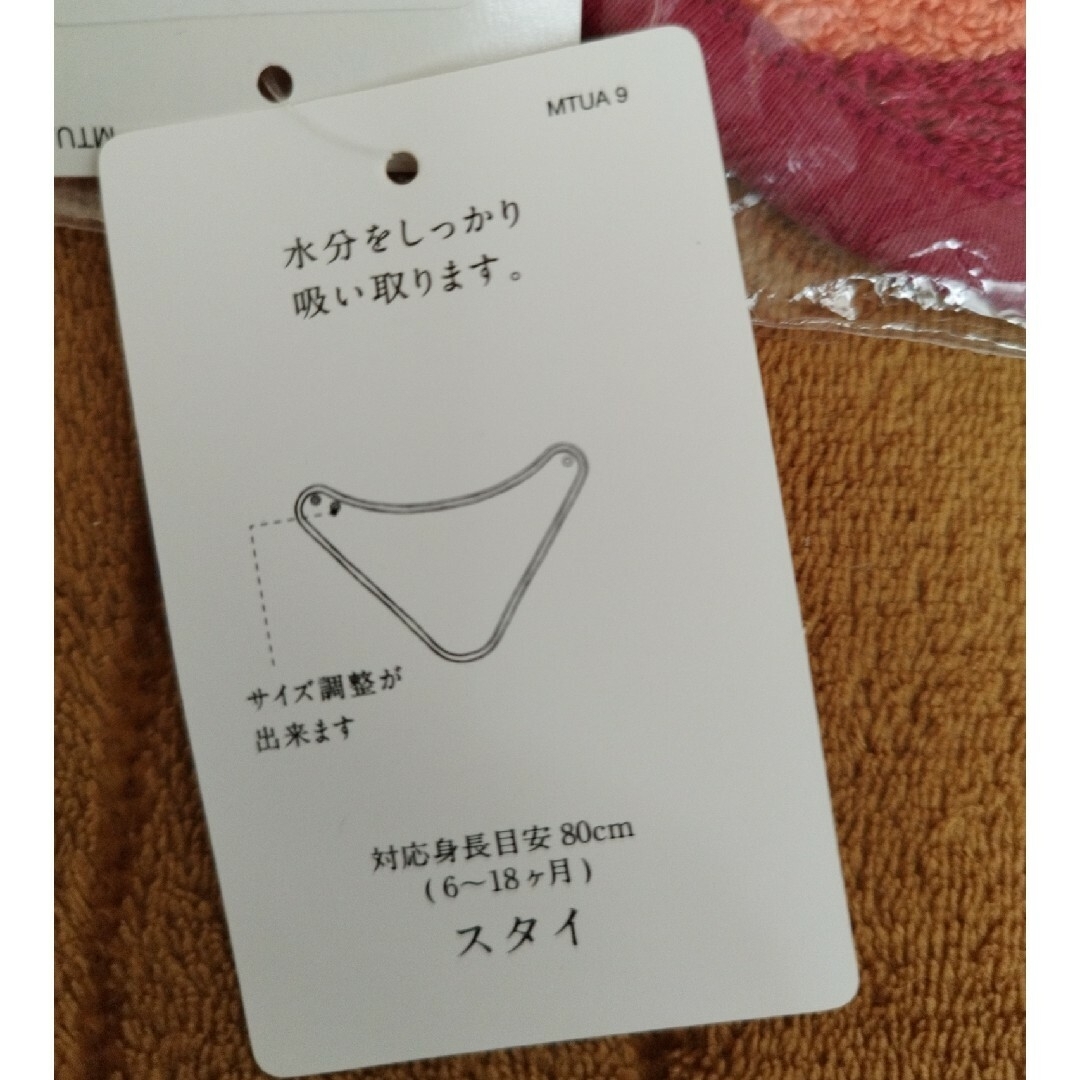 MTUA 9
MTU
水分をしっかり
吸い取ります。
サイズ調整が
出来ます
対応身長目安 80cm
( 6〜18ヶ月 )
スタイ